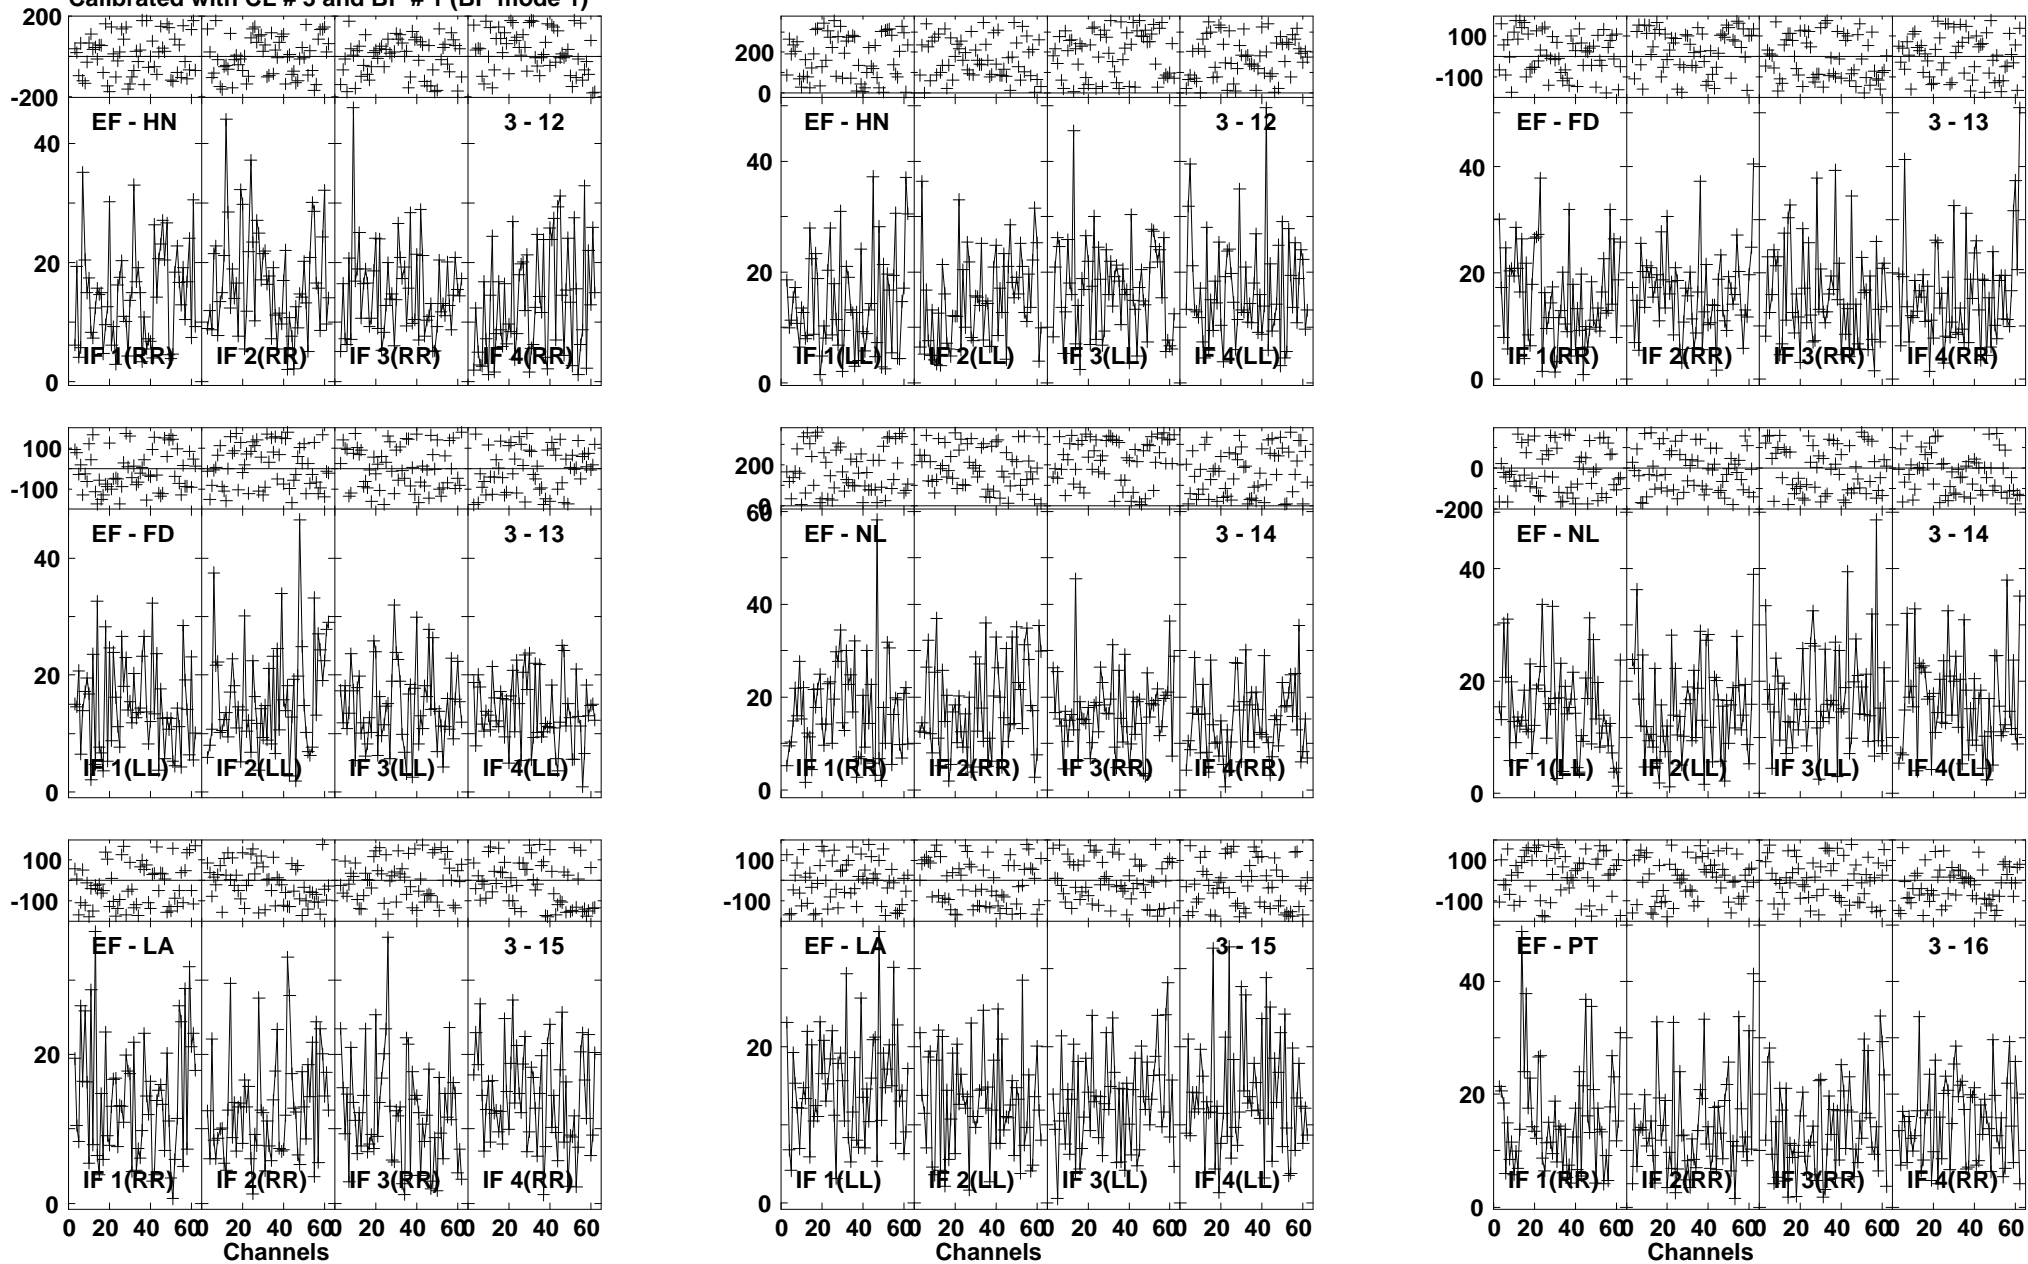 Calibrated with CL # 3 and BP # 1 (BP mode 1)
200
-200
EF - HN
3 - 12
40
20
0
IF 1(RR)
IF 2(RR)
IF 3(RR)
IF 4(RR)
200
0
EF - HN
3 - 12
40
20
0
IF 1(LL)
IF 2(LL)
IF 3(LL)
IF 4(LL)
100
-100
EF - FD
3 - 13
40
20
0
IF 1(RR)
IF 2(RR)
IF 3(RR)
IF 4(RR)
100
-100
EF - FD
3 - 13
40
20
0
IF 1(LL)
IF 2(LL)
IF 3(LL)
IF 4(LL)
200
0
60
EF - NL
3 - 14
40
20
0
IF 1(RR)
IF 2(RR)
IF 3(RR)
IF 4(RR)
0
-200
EF - NL
3 - 14
40
20
0
IF 1(LL)
IF 2(LL)
IF 3(LL)
IF 4(LL)
100
-100
EF - LA
3 - 15
20
0
IF 1(RR)
IF 2(RR)
IF 3(RR)
IF 4(RR)
0 20 40 60 0 20 40 60 0 20 40 60 0 20 40 60
Channels
100
-100
EF - LA
3 - 15
20
0
IF 1(LL)
IF 2(LL)
IF 3(LL)
IF 4(LL)
0 20 40 60 0 20 40 60 0 20 40 60 0 20 40 60
Channels
100
-100
EF - PT
3 - 16
40
20
0
IF 1(RR)
IF 2(RR)
IF 3(RR)
IF 4(RR)
0 20 40 60 0 20 40 60 0 20 40 60 0 20 40 60
Channels